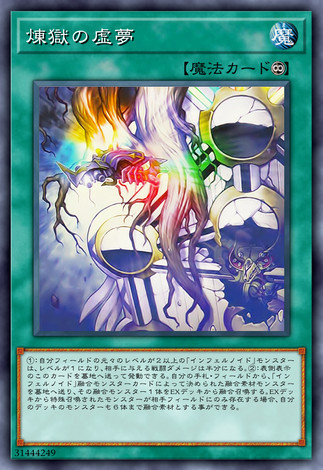 煉獄の虚夢
魔
【魔法カード♾】
①:自分フィールドの元々のレベルが2以上の「インフェルノイド」モンスター
は、レベルが1になり、相手に与える戦闘ダメージは半分になる。②:表側表示
のこのカードを墓地へ送って発動できる。自分の手札・フィールドから、「イン
フェルノイド」融合モンスターカードによって決められた融合素材モンスター
を墓地へ送り、その融合モンスター1体をEXデッキから融合召喚する。EXデッ
キから特殊召喚されたモンスターが相手フィールドにのみ存在する場合、自分
のデッキのモンスターも6体まで融合素材とする事ができる。
31444249